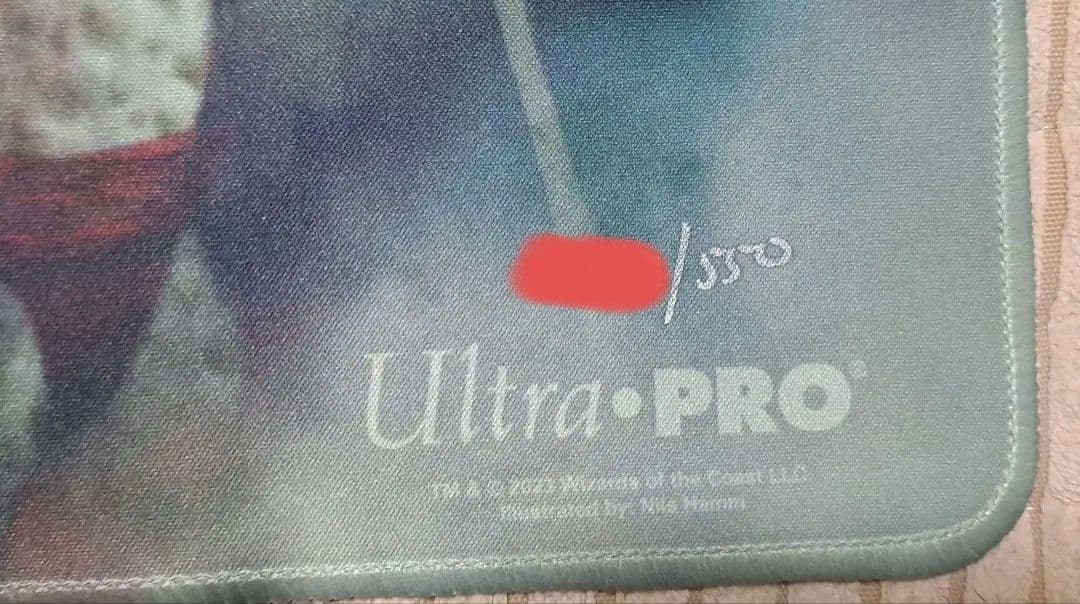 /550
Ultra•PRO®
TM & © 2023 Wizards of the Coast LLC
Illustrated by: Nils Hamm